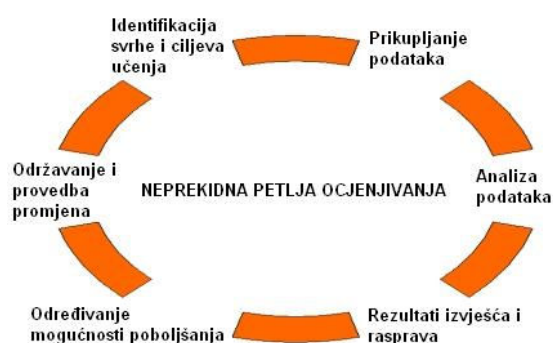 Identifikacija
svrhe i ciljeva
učenja
Prikupljanje
podataka
Analiza
podataka
Rezultati izvješća i
rasprava
Određivanje
mogućnosti poboljšanja
Održavanje i
provedba
promjena
NEPREKIDNA PETLJA OCJENJIVANJA